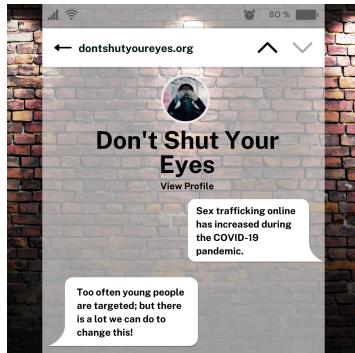 80 %
dontshutyoureyes.org
Don't Shut Your
Eyes
View Profile
Sex trafficking online
has increased during
the COVID-19
pandemic.
Too often young people
are targeted; but there
is a lot we can do to
change this!